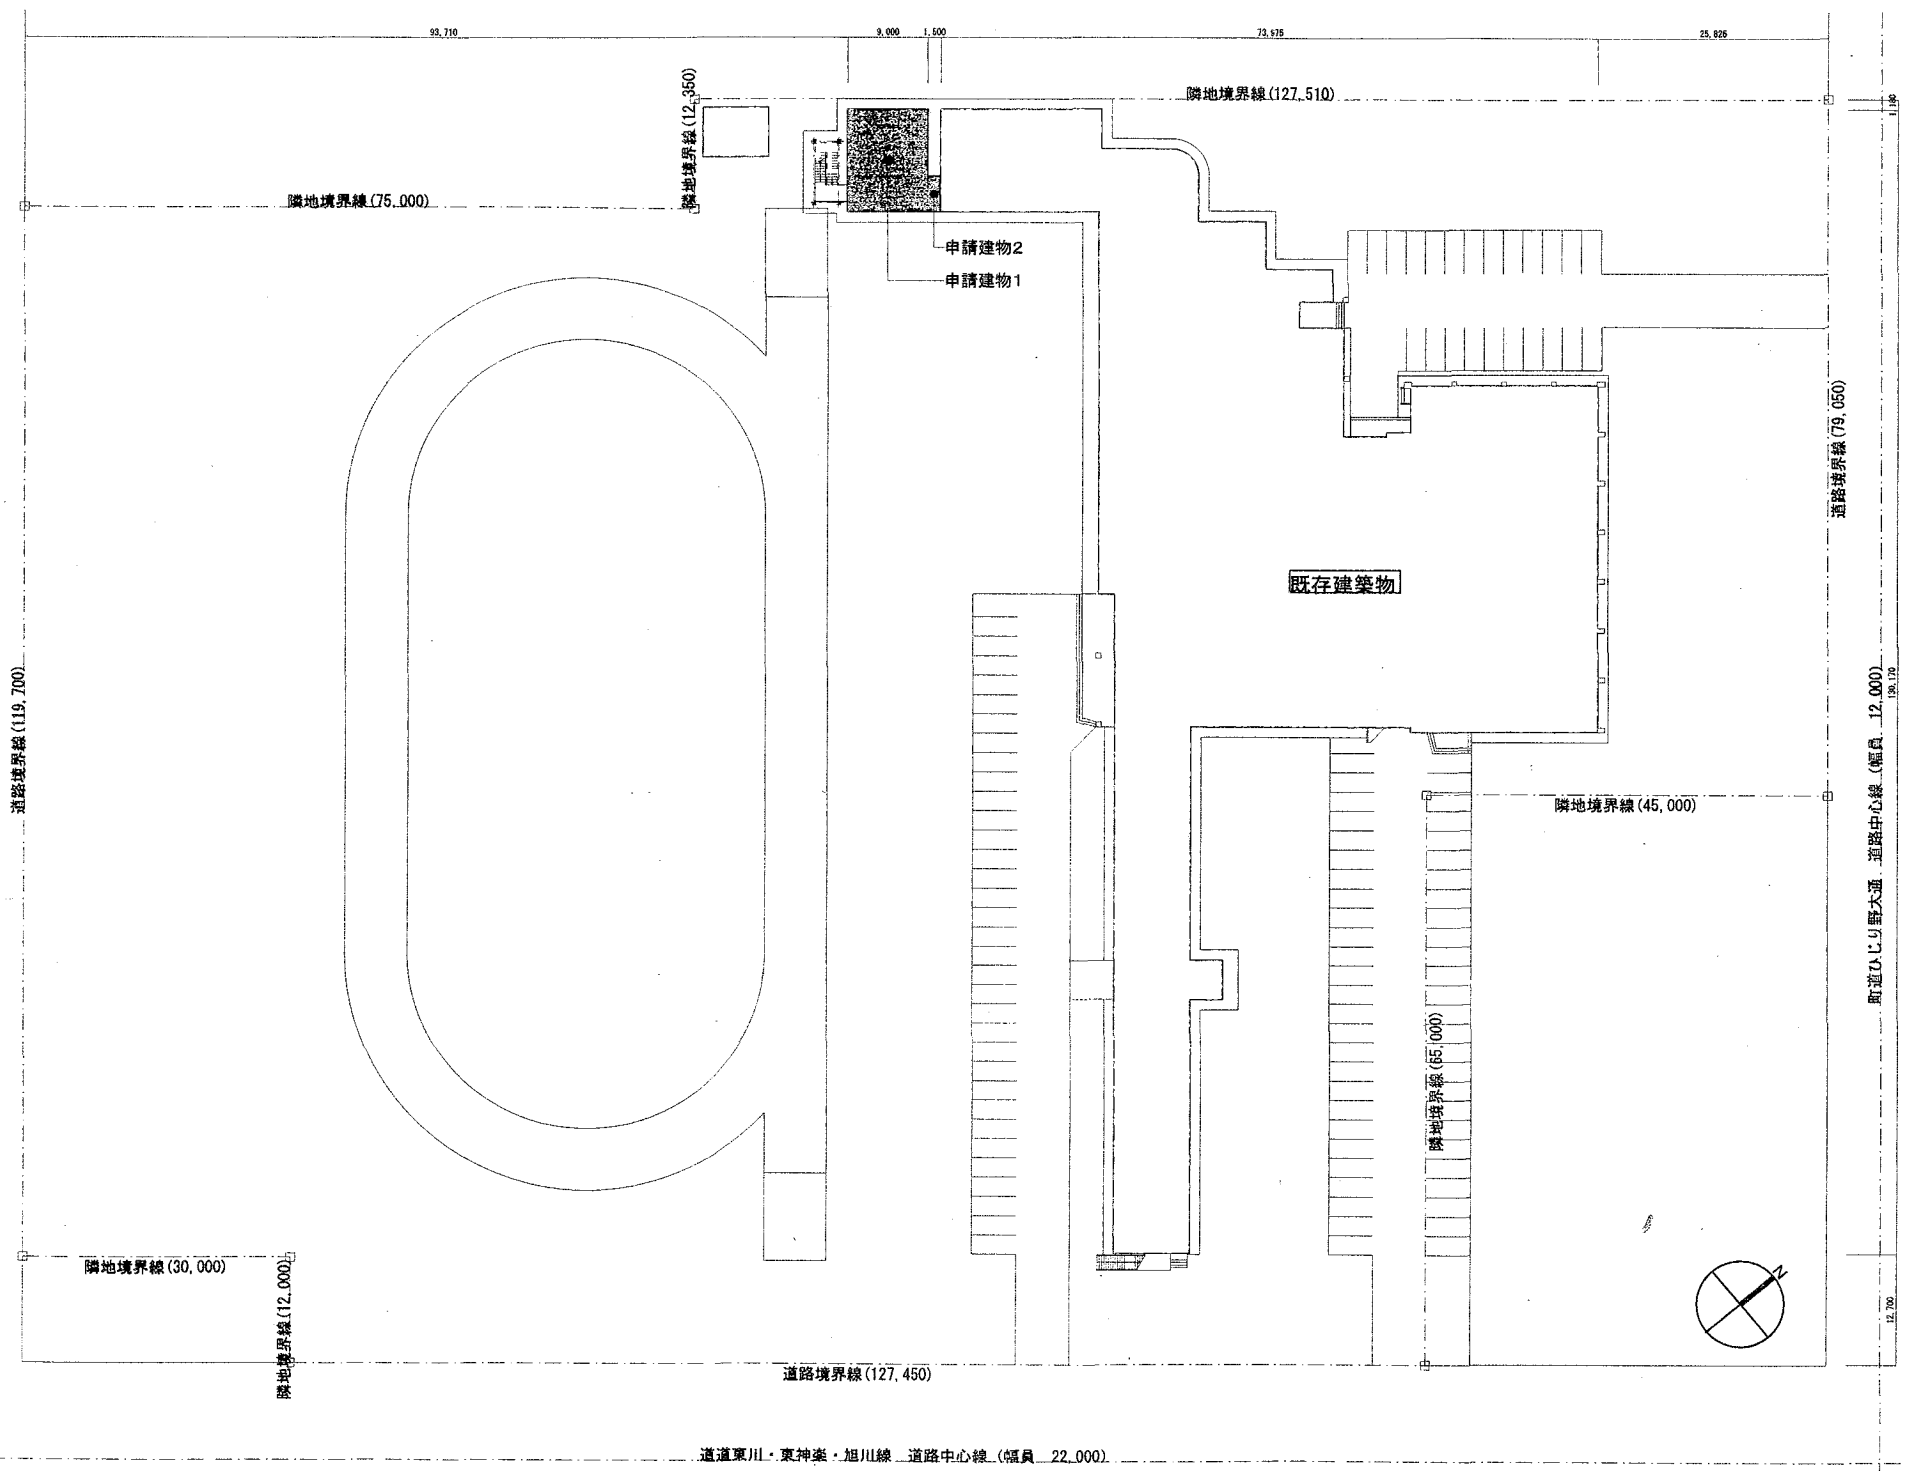 93,710
9,000
1,500
73,975
25,826
隣地境界線(127,510)
1,180
隣地境界線(12,350)
隣地境界線(75,000)
申請建物2
申請建物1
道路境界線(79,050)
既存建築物
道路境界線(119,700)
130,170
町道ひじり野大通 道路中心線 (幅員 12,000)
隣地境界線(45,000)
隣地境界線(65,000)
隣地境界線(30,000)
隣地境界線(12,000)
N
12,700
道路境界線(127,450)
道道東川・東神楽・旭川線 道路中心線 (幅員 22,000)